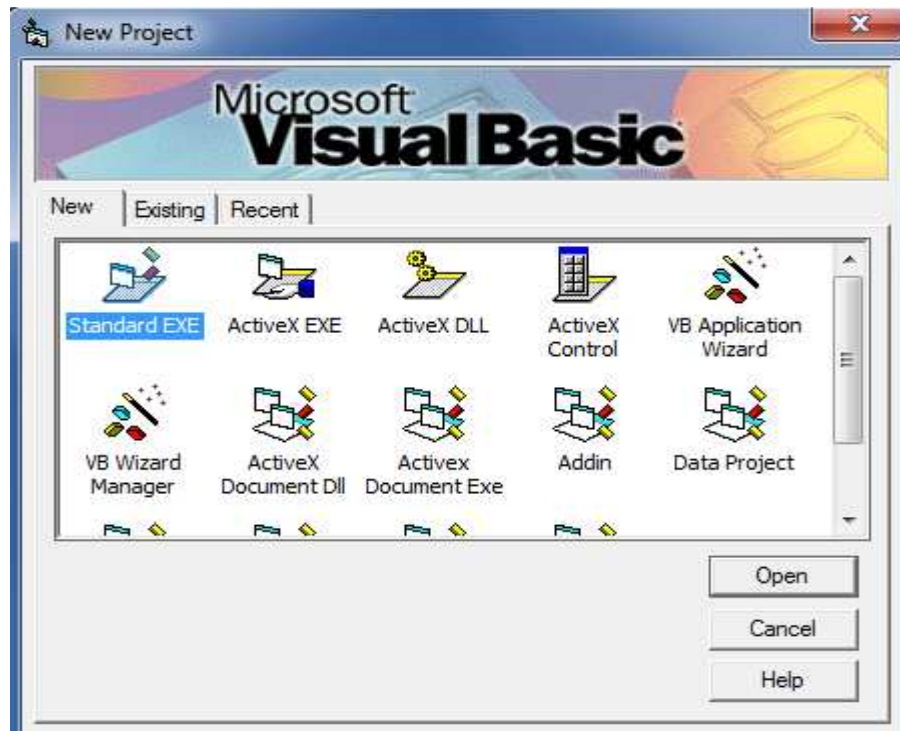 New Project
Microsoft
Visual Basic
New Existing Recent
Standard EXE ActiveX EXE ActiveX DLL ActiveX Control VB Application Wizard
VB Wizard Manager ActiveX Document Dll Activex Document Exe Addin Data Project
Open
Cancel
Help